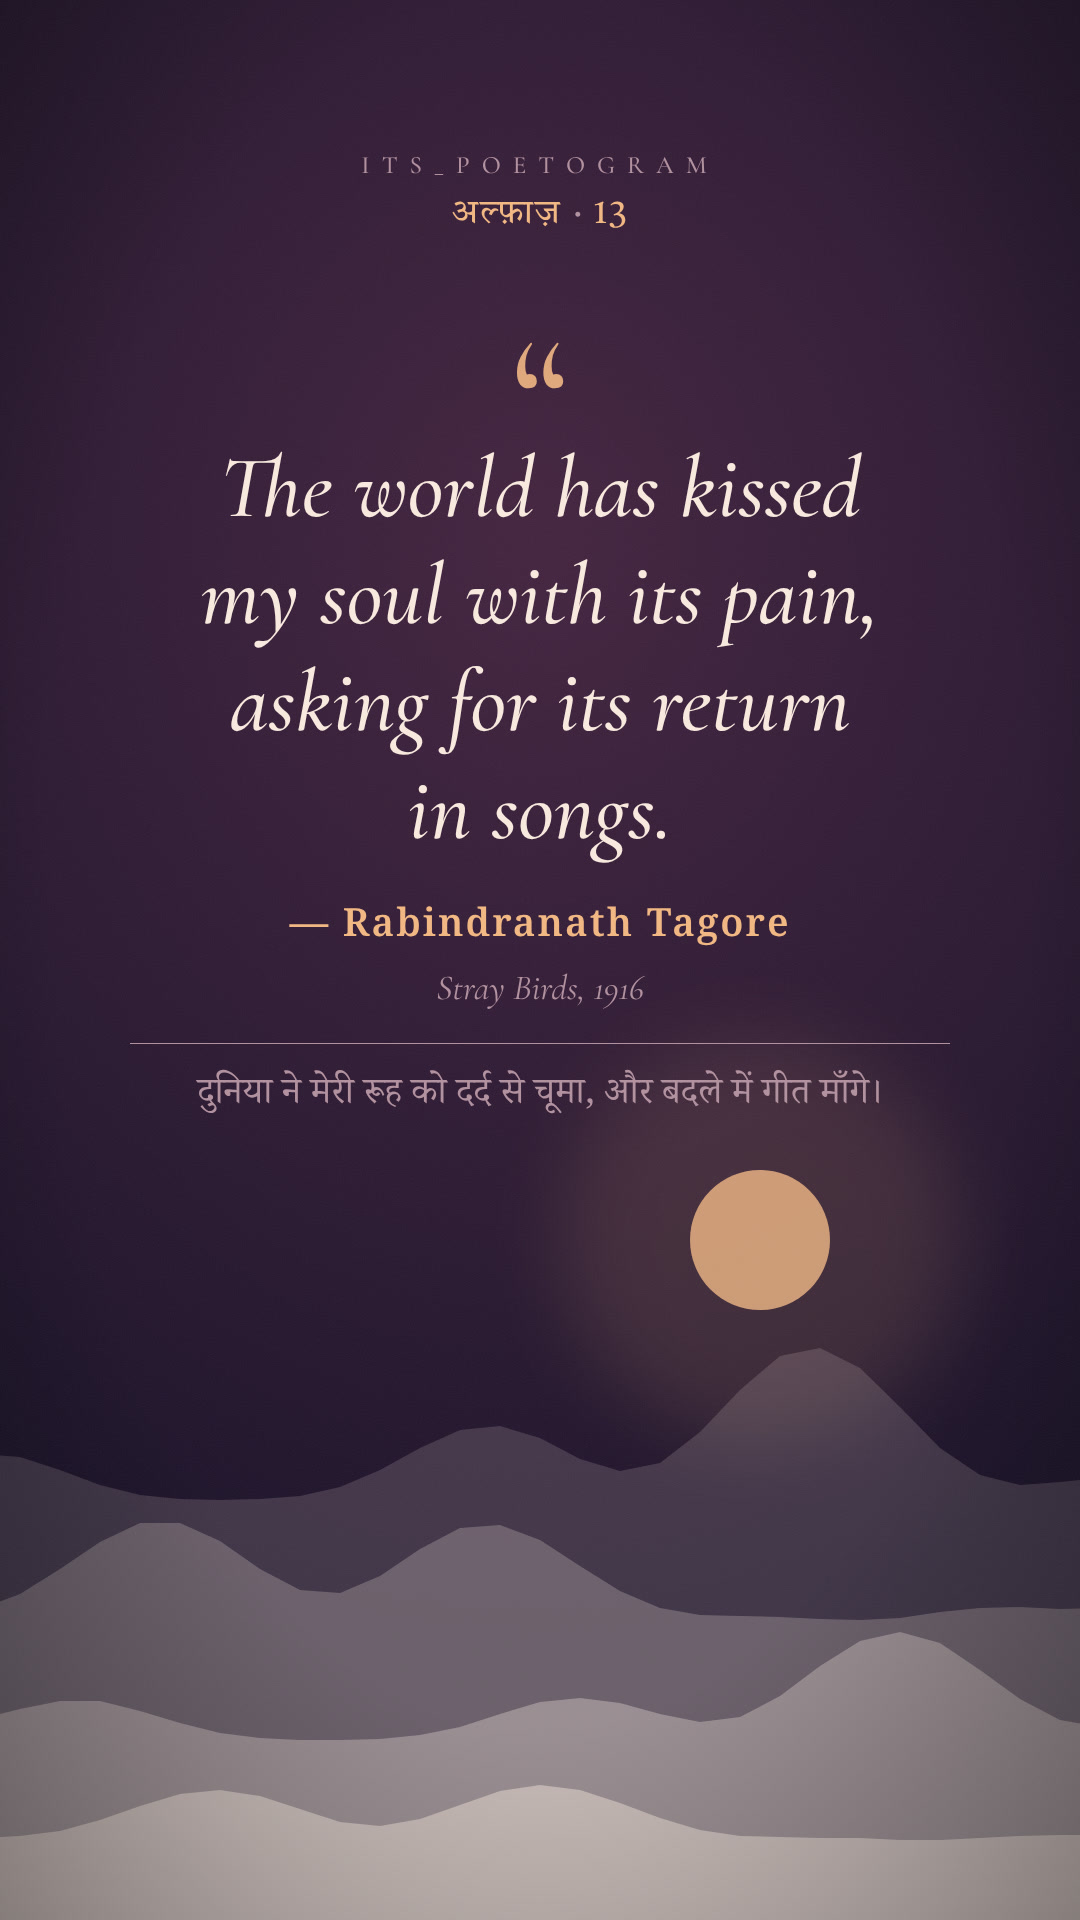 ITS_POETOGRAM
अल्फ़ाज़ · 13
“
The world has kissed
my soul with its pain,
asking for its return
in songs.
— Rabindranath Tagore
Stray Birds, 1916
दुनिया ने मेरी रूह को दर्द से चूमा, और बदले में गीत माँगे।